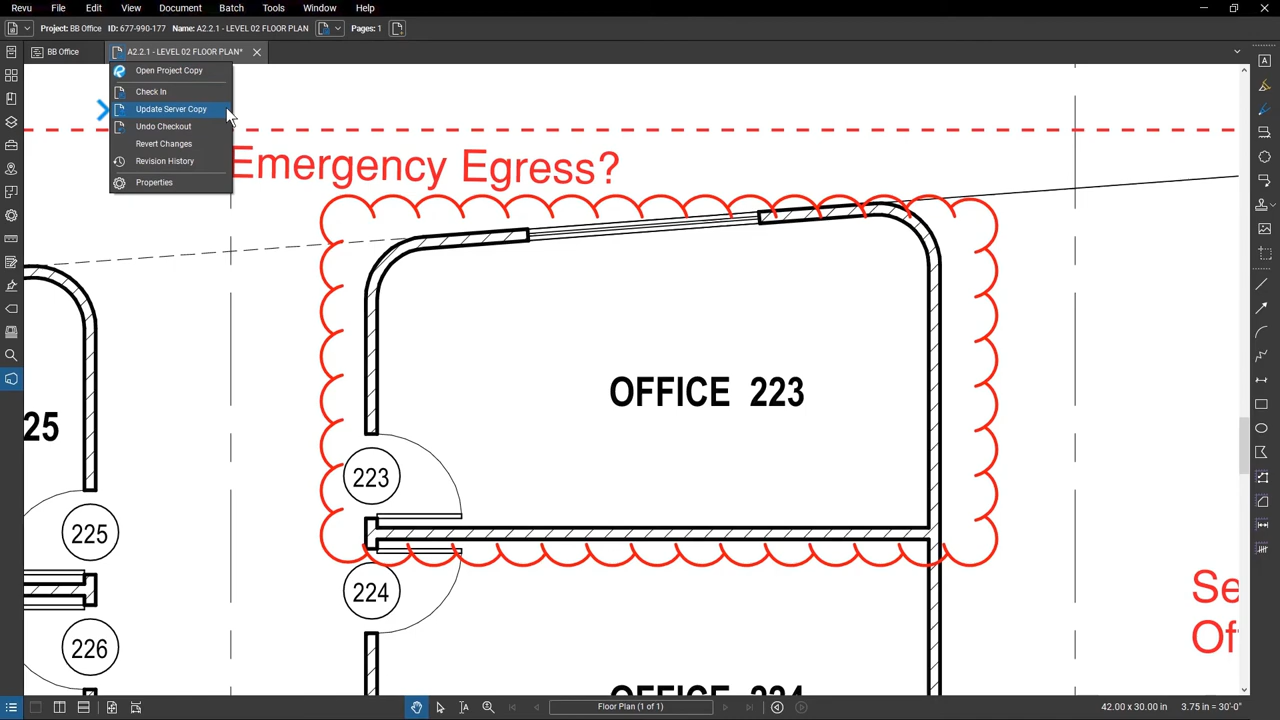 Revu File Edit View Document Batch Tools Window Help
Project: BB Office ID: 677-990-177 Name: A2.2.1 - LEVEL 02 FLOOR PLAN Pages: 1
BB Office A2.2.1 - LEVEL 02 FLOOR PLAN*
Open Project Copy
Check In
Update Server Copy
Undo Checkout
Revert Changes
Revision History
Properties
Emergency Egress?
OFFICE 223
25
223
225
224
226
Se
Of
OFFICE 224
Floor Plan (1 of 1)
42.00 x 30.00 in
3.75 in = 30'-0"